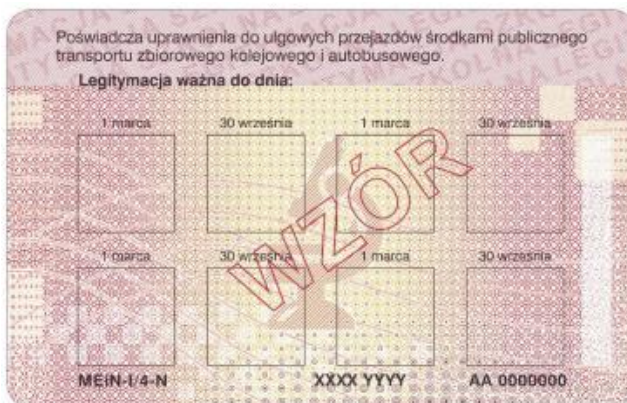 Poświadcza uprawnienia do ulgowych przejazdów środkami publicznego
transportu zbiorowego kolejowego i autobusowego.
Legitymacja ważna do dnia:
1 marca 30 września 1 marca 30 września
WZÓR
1 marca 30 września 1 marca 30 września
MEiN-I/4-N XXXX YYYY AA 0000000